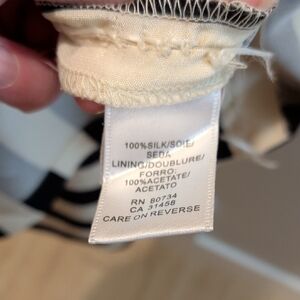 100%SILK/SOIE/
SEDA
LINING/DOUBLURE/
FORRO:
100%ACETATE/
ACETATO
RN 80734
CA 31458
CARE ON REVERSE